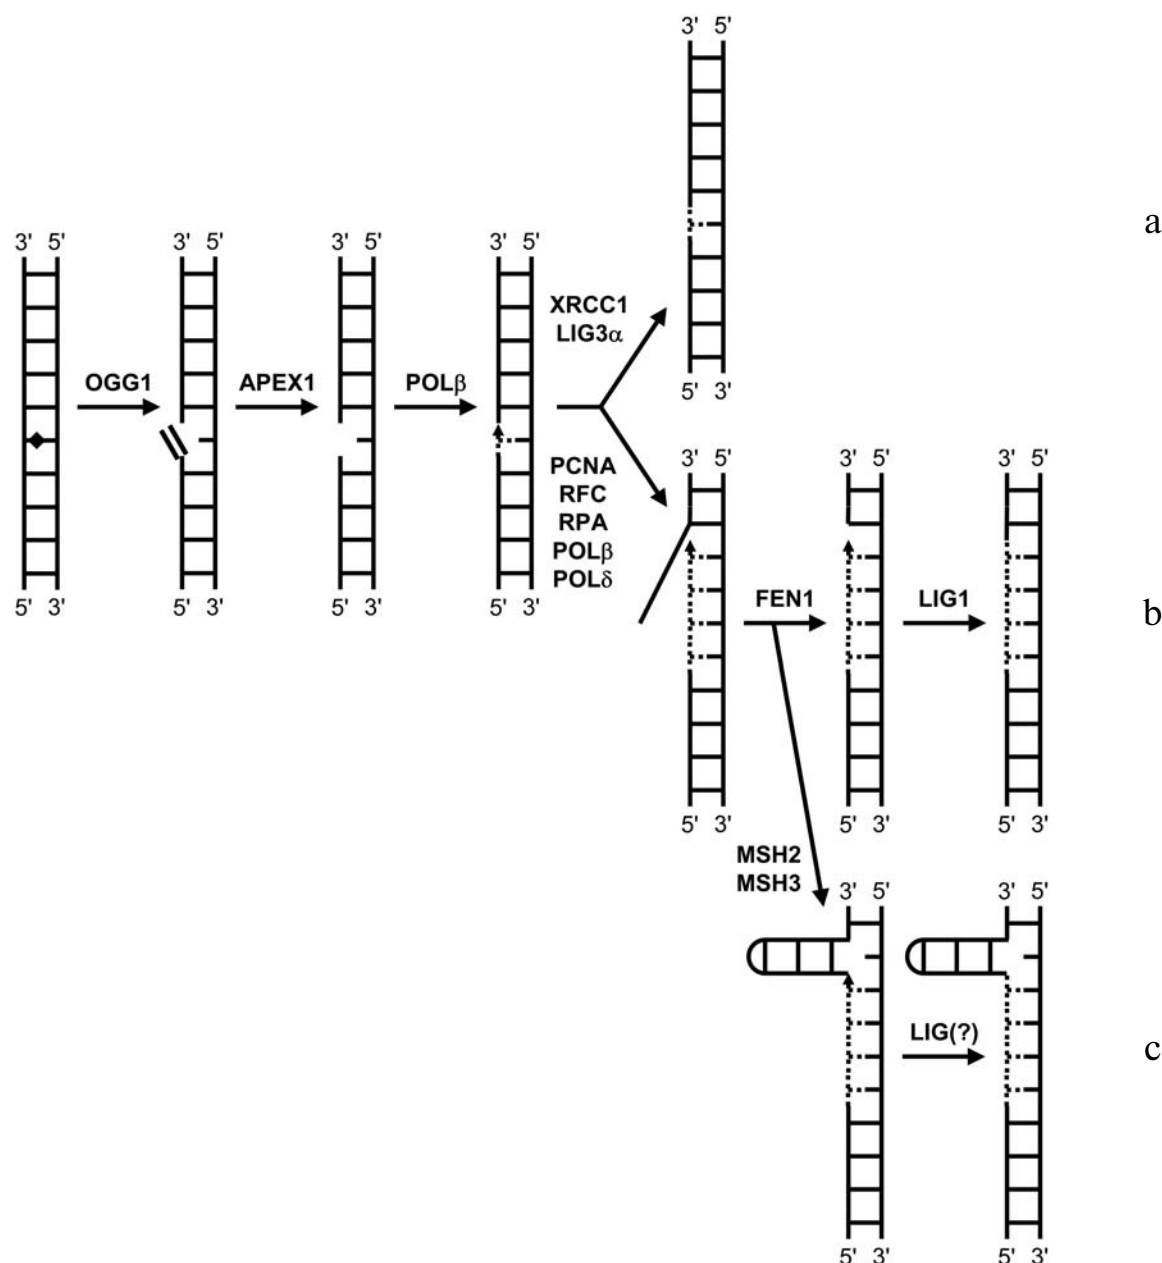 3' 5'
a
3' 5'
3' 5'
3' 5'
3' 5'
XRCC1
LIG3α
OGG1
APEX1
POLβ
5' 3'
3' 5'
3' 5'
3' 5'
PCNA
RFC
RPA
POLβ
POLδ
5' 3'
5' 3'
5' 3'
5' 3'
FEN1
LIG1
b
5' 3'
5' 3'
5' 3'
MSH2
MSH3
3' 5'
3' 5'
LIG(?)
c
5' 3'
5' 3'